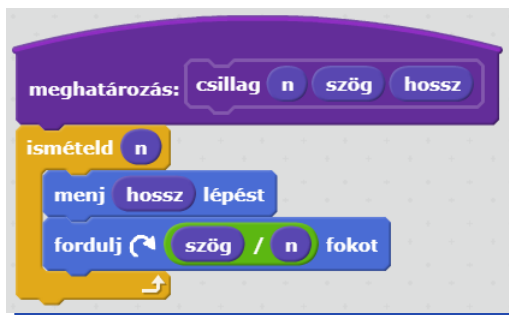 meghatározás: csillag n szög hossz
ismételd n
menj hossz lépést
fordulj szög / n fokot